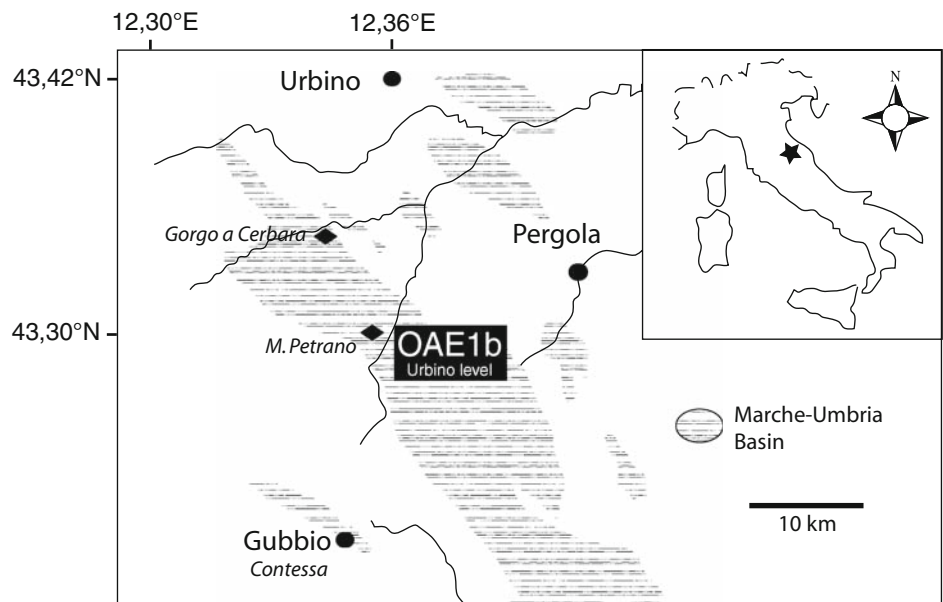 12,30°E
12,36°E
43,42°N
Urbino
N
Gorgo a Cerbara
Pergola
43,30°N
M. Petrano
OAE1b
Urbino level
Marche-Umbria
Basin
10 km
Gubbio
Contessa